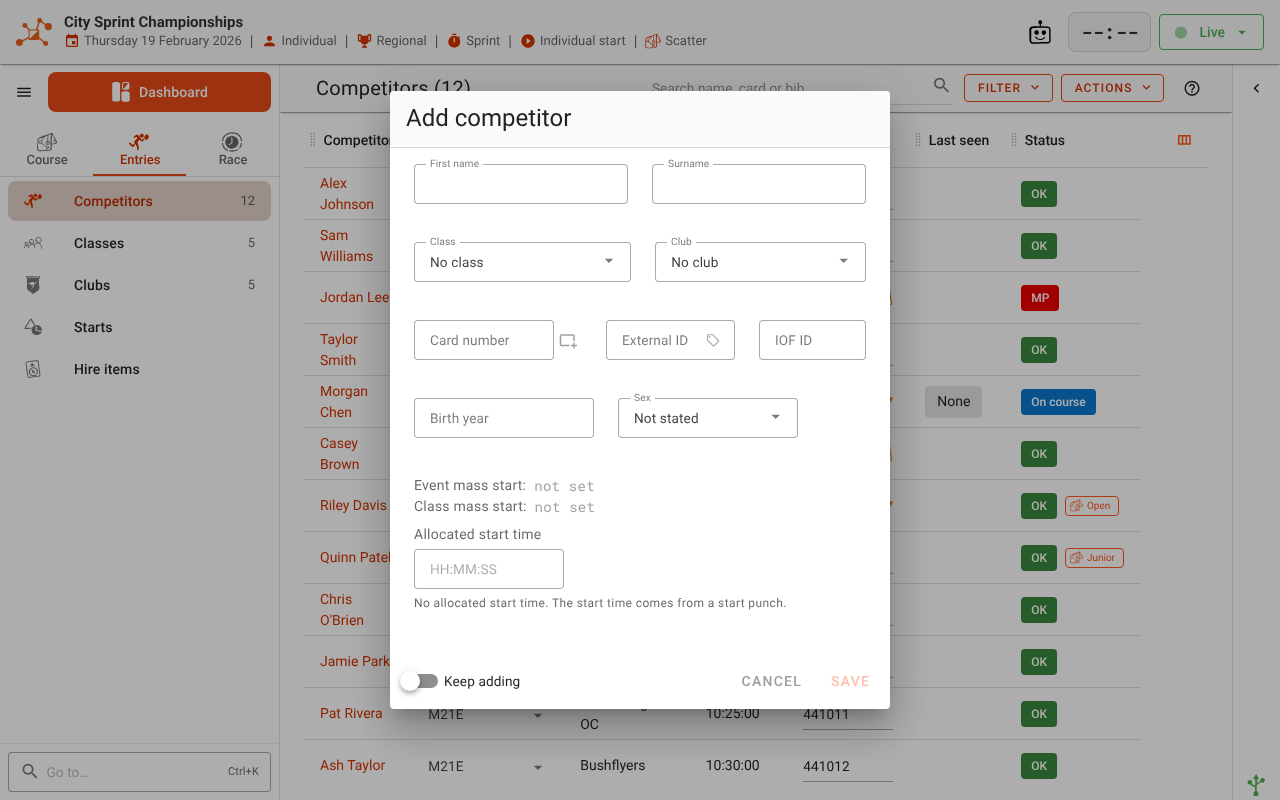 City Sprint Championships
Thursday 19 February 2026 | Individual | Regional | Sprint | Individual start | Scatter
--:--
Live
Dashboard
Competitors (12)
Search name, card or bib
FILTER
ACTIONS
Course
Entries
Race
Competitors 12
Classes 5
Clubs 5
Starts
Hire items
Go to...
Ctrl+K
Last seen
Status
Alex
Johnson
OK
Sam
Williams
OK
Jordan Lee
MP
Taylor
Smith
OK
Morgan
Chen
None
On course
Casey
Brown
OK
Riley Davis
OK
Open
Quinn Patel
OK
Junior
Chris
O'Brien
OK
Jamie Park
OK
Pat Rivera
M21E
OC
10:25:00
441011
OK
Ash Taylor
M21E
Bushflyers
10:30:00
441012
OK
Add competitor
First name
Surname
Class
No class
Club
No club
Card number
External ID
IOF ID
Birth year
Sex
Not stated
Event mass start: not set
Class mass start: not set
Allocated start time
HH:MM:SS
No allocated start time. The start time comes from a start punch.
Keep adding
CANCEL
SAVE